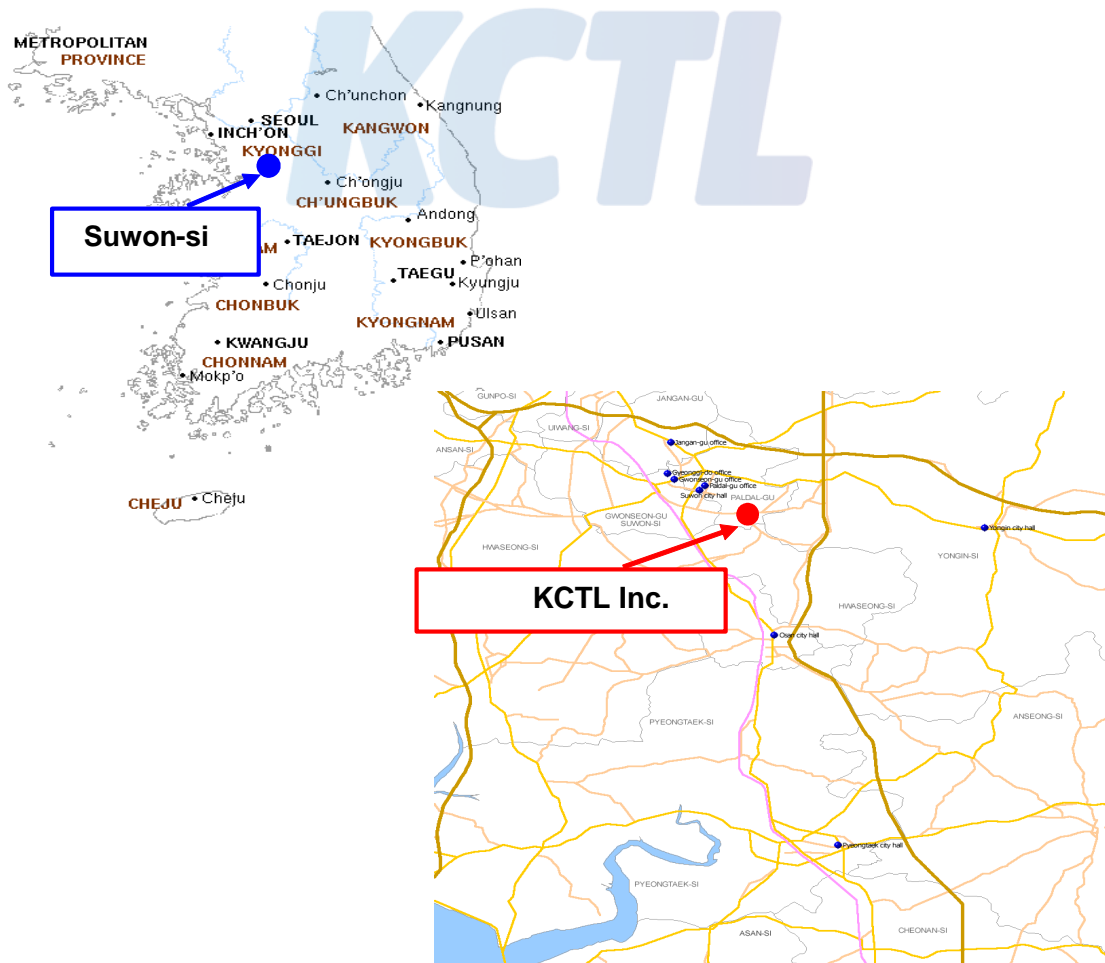 KCTL
METROPOLITAN
PROVINCE
Ch'unchon
Kangnung
SEOUL
INCH'ON
KANGWON
KYONGGI
Ch'ongju
CH'UNGBUK
Suwon-si
Andong
AM
TAEJON
KYONGBUK
P'ohan
TAEGU
Kyungju
Chonju
CHONBUK
Ulsan
KYONGNAM
KWANGJU
PUSAN
CHONNAM
Mokp'o
CHEJU
Cheju
GUNPO-SI
JANGAN-GU
UIWANG-SI
Jangan-gu office
ANSAN-SI
Gyeonggi-do office
Gwonseon-gu office
Paldal-gu office
Suwon city hall
PALDAL-GU
GWONSEON-GU
SUWON-SI
Yongin city hall
HWASEONG-SI
YONGIN-SI
KCTL Inc.
HWASEONG-SI
Osan city hall
PYEONGTAEK-SI
ANSEONG-SI
Pyeongtaek city hall
PYEONGTAEK-SI
ASAN-SI
CHEONAN-SI